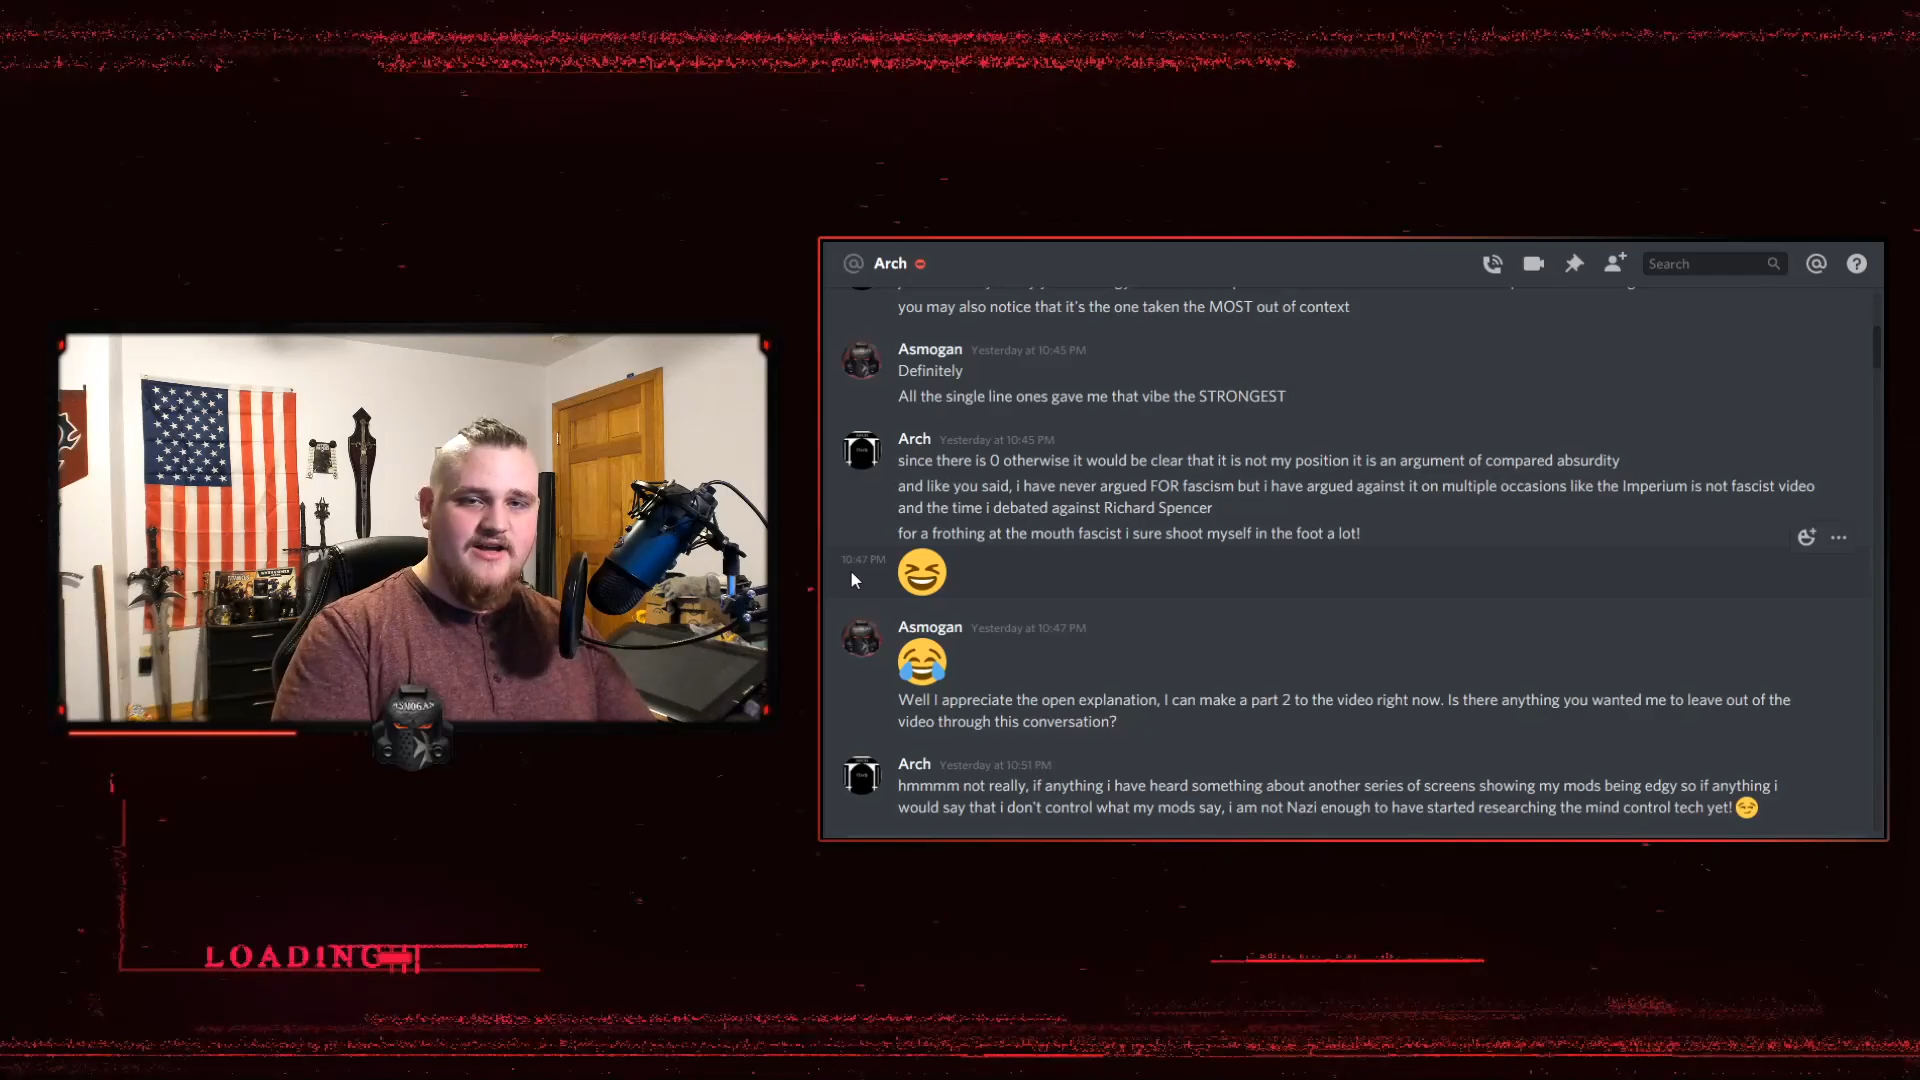 Arch
Search
you may also notice that it's the one taken the MOST out of context
Asmogan Yesterday at 10:45 PM
Definitely
All the single line ones gave me that vibe the STRONGEST
Arch Yesterday at 10:45 PM
since there is 0 otherwise it would be clear that it is not my position it is an argument of compared absurdity
and like you said, i have never argued FOR fascism but i have argued against it on multiple occasions like the Imperium is not fascist video
and the time i debated against Richard Spencer
for a frothing at the mouth fascist i sure shoot myself in the foot a lot!
10:47 PM
😆
Asmogan Yesterday at 10:47 PM
😂
Well I appreciate the open explanation, I can make a part 2 to the video right now. Is there anything you wanted me to leave out of the
video through this conversation?
Arch Yesterday at 10:51 PM
hmmmm not really, if anything i have heard something about another series of screens showing my mods being edgy so if anything i
would say that i don't control what my mods say, i am not Nazi enough to have started researching the mind control tech yet! 😏
ASMOGAN
LOADING